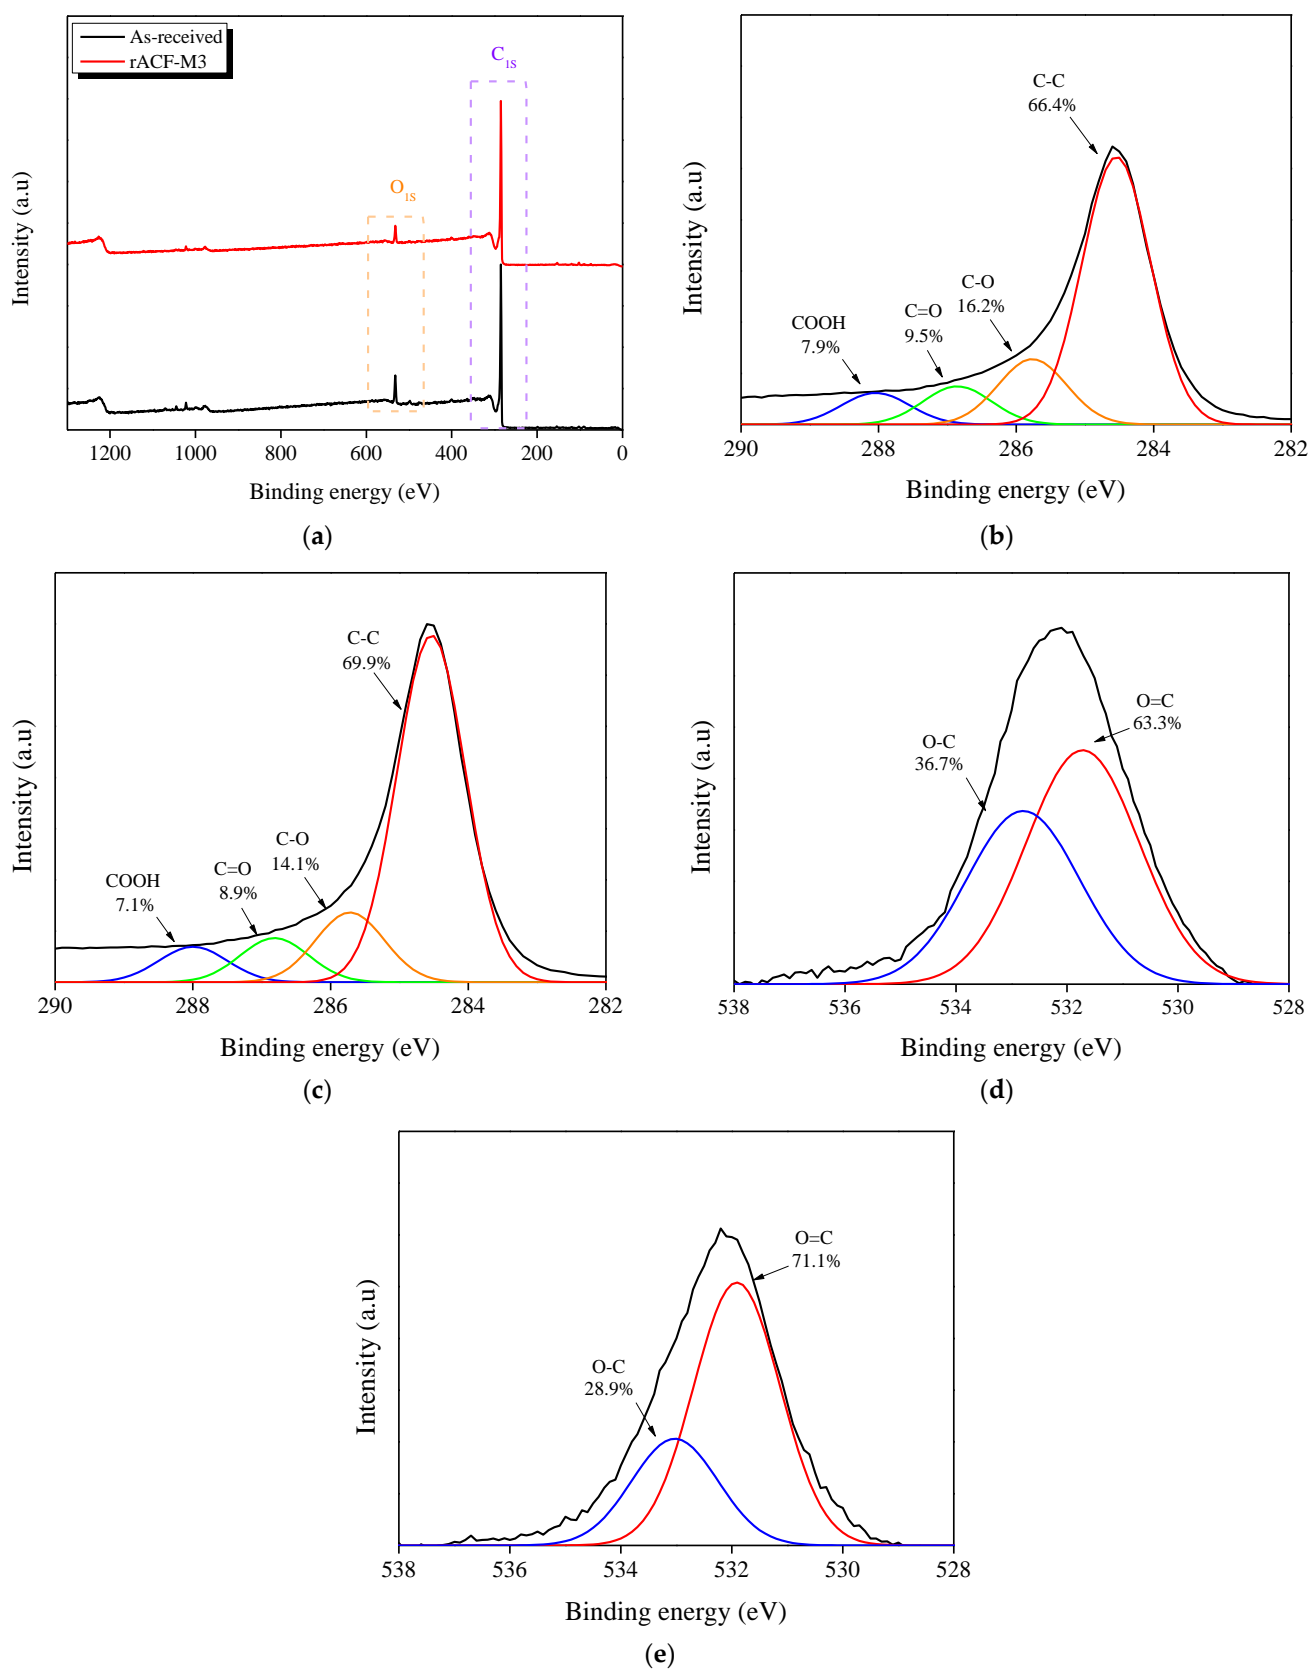 As-received
rACF-M3
C1S
O1S
Intensity (a.u)
1200 1000 800 600 400 200 0
Binding energy (eV)
(a)
C-C
66.4%
C-O
16.2%
C=O
9.5%
COOH
7.9%
Intensity (a.u)
290 288 286 284 282
Binding energy (eV)
(b)
C-C
69.9%
C-O
14.1%
C=O
8.9%
COOH
7.1%
Intensity (a.u)
290 288 286 284 282
Binding energy (eV)
(c)
O=C
63.3%
O-C
36.7%
Intensity (a.u)
538 536 534 532 530 528
Binding energy (eV)
(d)
O=C
71.1%
O-C
28.9%
Intensity (a.u)
538 536 534 532 530 528
Binding energy (eV)
(e)